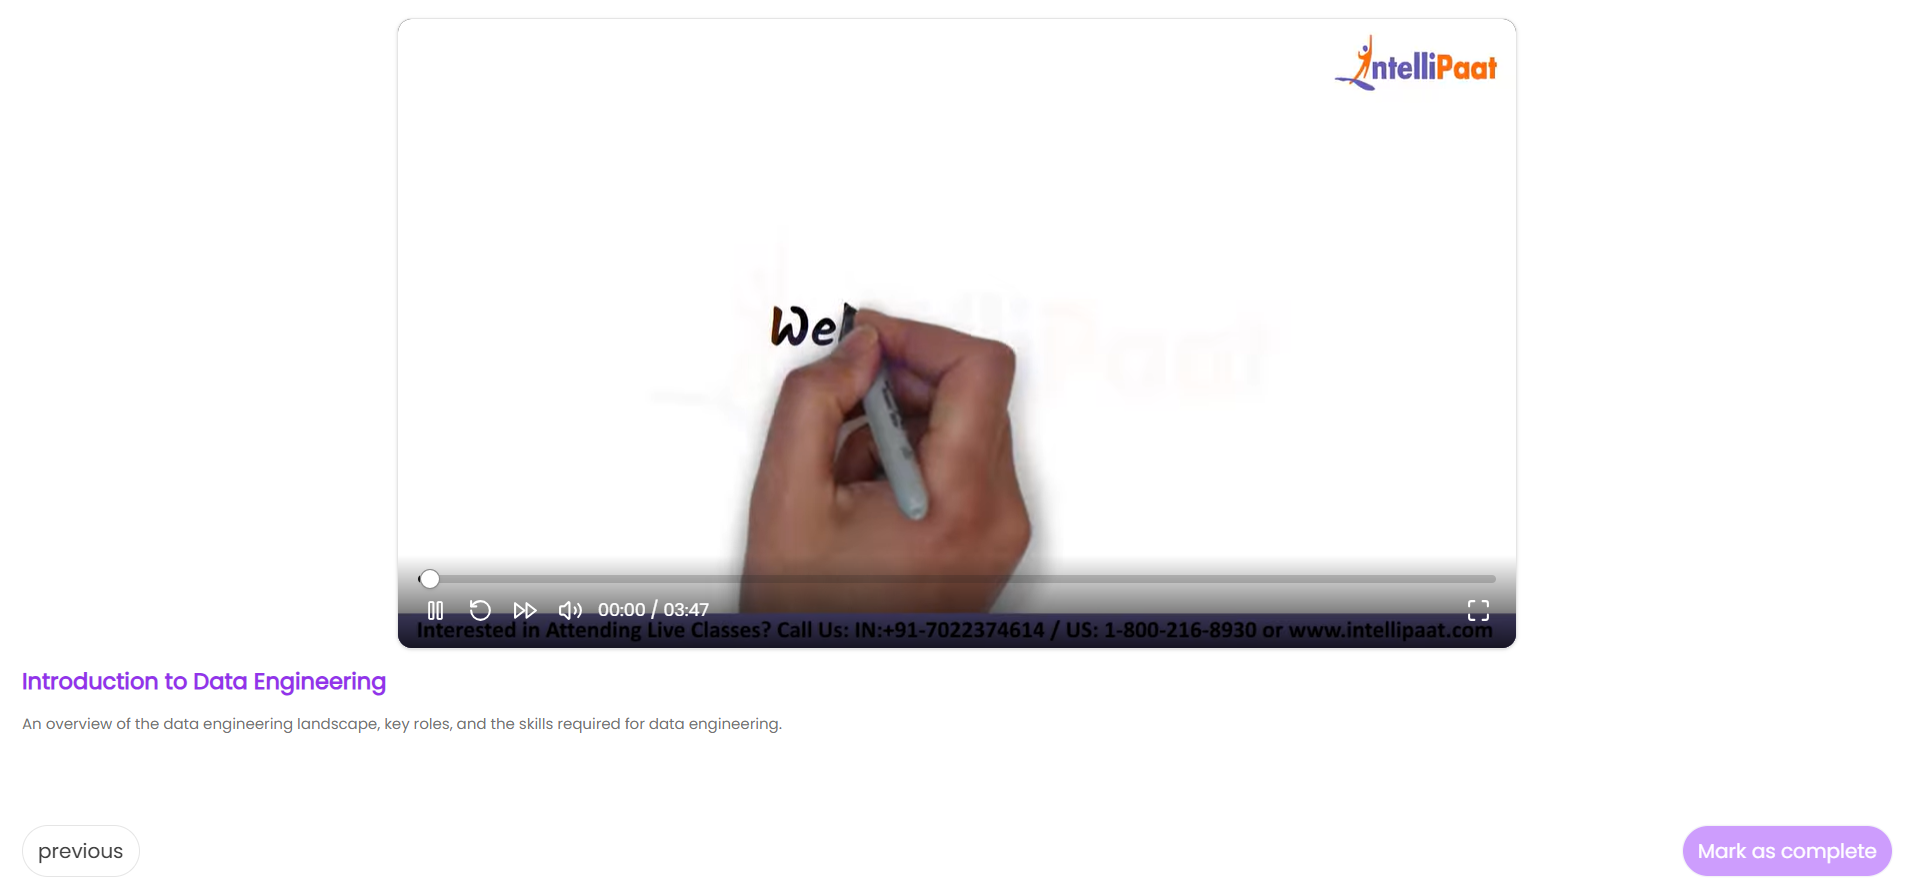 IntelliPaat
We
00:00 / 03:47
Interested in Attending Live Classes? Call Us: IN:+91-7022374614 / US: 1-800-216-8930 or www.intellipaat.com
Introduction to Data Engineering
An overview of the data engineering landscape, key roles, and the skills required for data engineering.
previous
Mark as complete